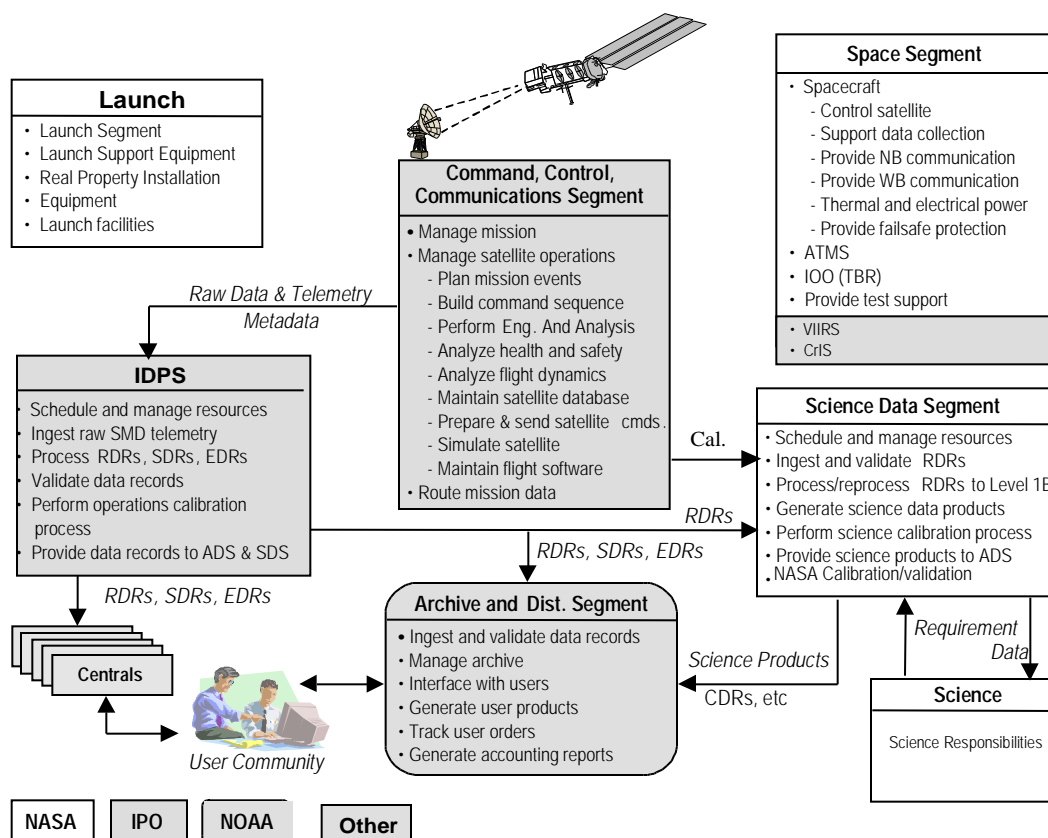 Launch
• Launch Segment
• Launch Support Equipment
• Real Property Installation
• Equipment
• Launch facilities
Space Segment
• Spacecraft
- Control satellite
- Support data collection
- Provide NB communication
- Provide WB communication
- Thermal and electrical power
- Provide failsafe protection
• ATMS
• IOO (TBR)
• Provide test support
• VIIRS
• CrIS
Command, Control,
Communications Segment
• Manage mission
• Manage satellite operations
- Plan mission events
- Build command sequence
- Perform Eng. And Analysis
- Analyze health and safety
- Analyze flight dynamics
- Maintain satellite database
- Prepare & send satellite cmds.
- Simulate satellite
- Maintain flight software
• Route mission data
Raw Data & Telemetry
Metadata
IDPS
• Schedule and manage resources
• Ingest raw SMD telemetry
• Process RDRs, SDRs, EDRs
• Validate data records
• Perform operations calibration
process
• Provide data records to ADS & SDS
Cal.
Science Data Segment
• Schedule and manage resources
• Ingest and validate RDRs
• Process/reprocess RDRs to Level 1B
• Generate science data products
• Perform science calibration process
• Provide science products to ADS
• NASA Calibration/validation
RDRs
RDRs, SDRs, EDRs
RDRs, SDRs, EDRs
Centrals
User Community
Archive and Dist. Segment
• Ingest and validate data records
• Manage archive
• Interface with users
• Generate user products
• Track user orders
• Generate accounting reports
Science Products
CDRs, etc
Requirement
Data
Science
Science Responsibilities
NASA
IPO
NOAA
Other